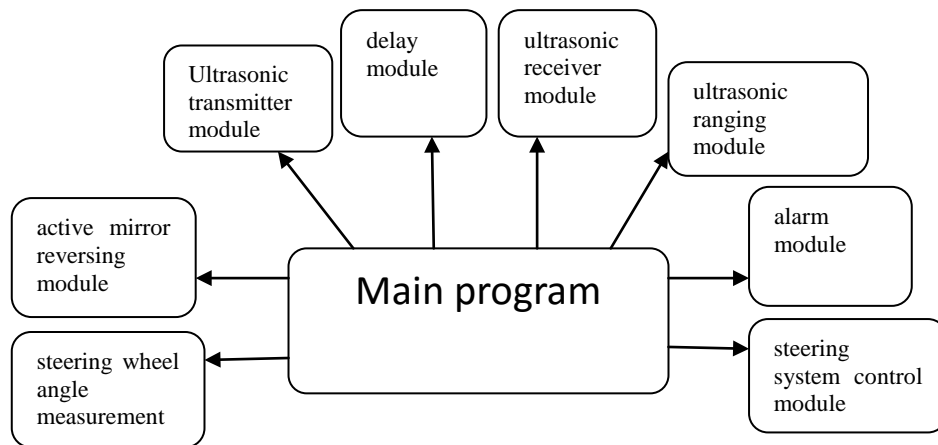 Ultrasonic
transmitter
module
delay
module
ultrasonic
receiver
module
ultrasonic
ranging
module
active mirror
reversing
module
Main program
alarm
module
steering wheel
angle
measurement
steering
system control
module